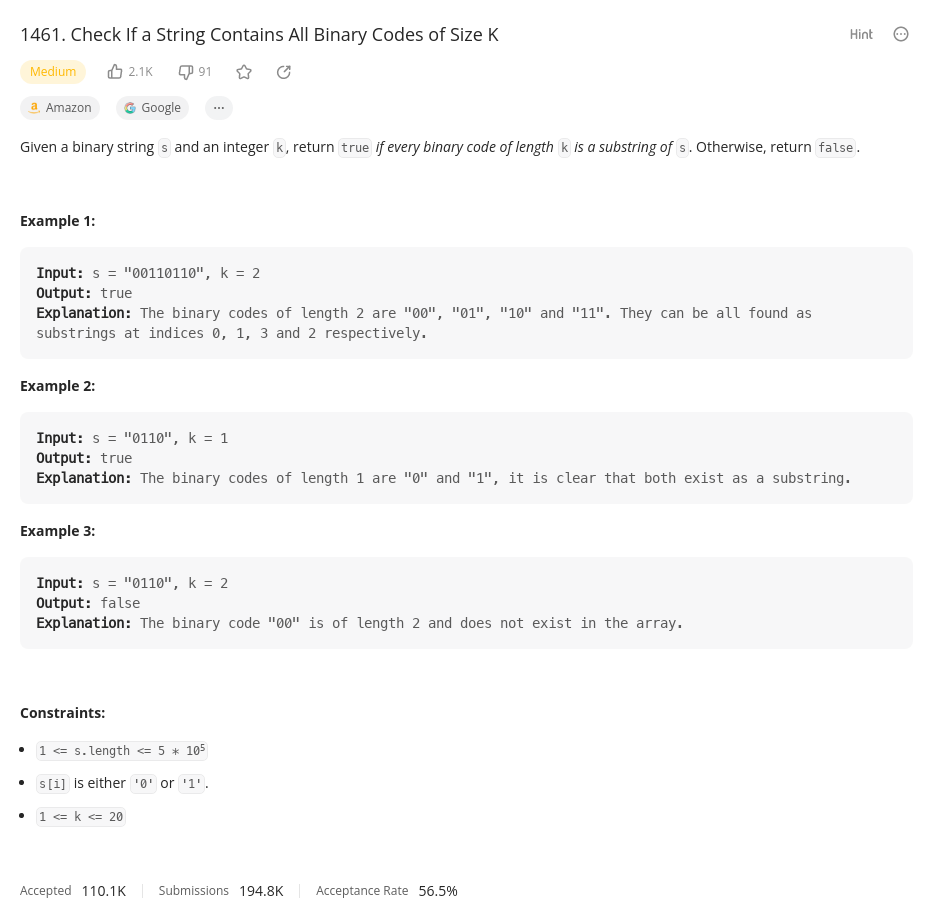 1461. Check If a String Contains All Binary Codes of Size K
Hint
Medium 2.1K 91
Amazon Google
Given a binary string s and an integer k, return true if every binary code of length k is a substring of s. Otherwise, return false.
Example 1:
Input: s = "00110110", k = 2
Output: true
Explanation: The binary codes of length 2 are "00", "01", "10" and "11". They can be all found as
substrings at indices 0, 1, 3 and 2 respectively.
Example 2:
Input: s = "0110", k = 1
Output: true
Explanation: The binary codes of length 1 are "0" and "1", it is clear that both exist as a substring.
Example 3:
Input: s = "0110", k = 2
Output: false
Explanation: The binary code "00" is of length 2 and does not exist in the array.
Constraints:
1 <= s.length <= 5 * 10⁵
s[i] is either '0' or '1'.
1 <= k <= 20
Accepted 110.1K Submissions 194.8K Acceptance Rate 56.5%